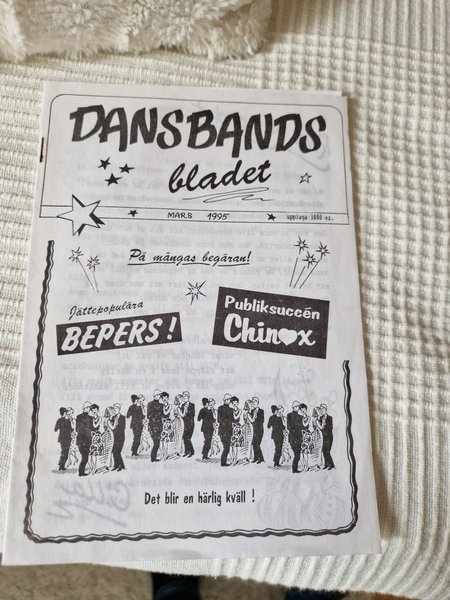 DANSBANDS
bladet
MARS 1995 upplaga 3000 ex.
På mångas begäran!
Jättepopulära
BEPERS!
Publiksuccén
Chinox
Det blir en härlig kväll !